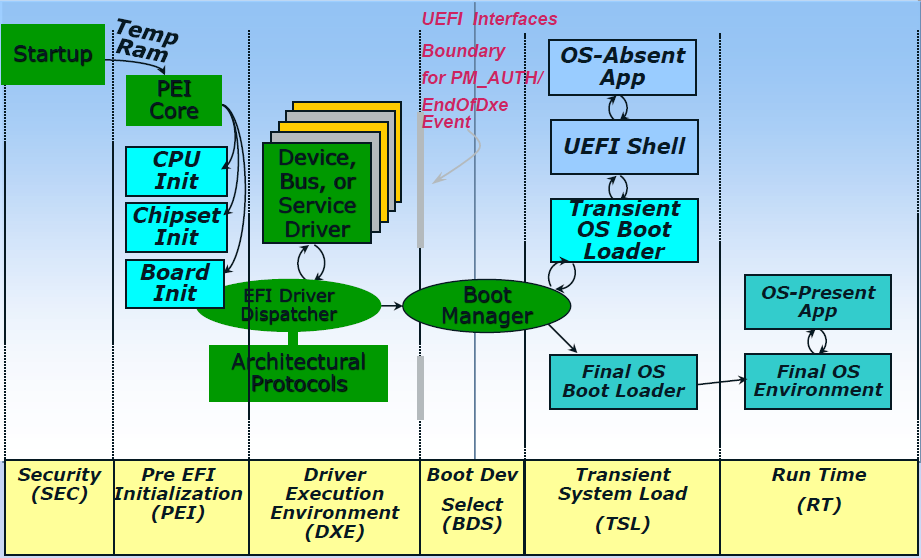 Startup
Temp
Ram
PEI
Core
CPU
Init
Chipset
Init
Board
Init
Device,
Bus, or
Service
Driver
EFI Driver
Dispatcher
Architectural
Protocols
UEFI Interfaces
Boundary
for PM_AUTH/
EndOfDxe
Event
Boot
Manager
OS-Absent
App
UEFI Shell
Transient
OS Boot
Loader
Final OS
Boot Loader
OS-Present
App
Final OS
Environment
Security
(SEC)
Pre EFI
Initialization
(PEI)
Driver
Execution
Environment
(DXE)
Boot Dev
Select
(BDS)
Transient
System Load
(TSL)
Run Time
(RT)